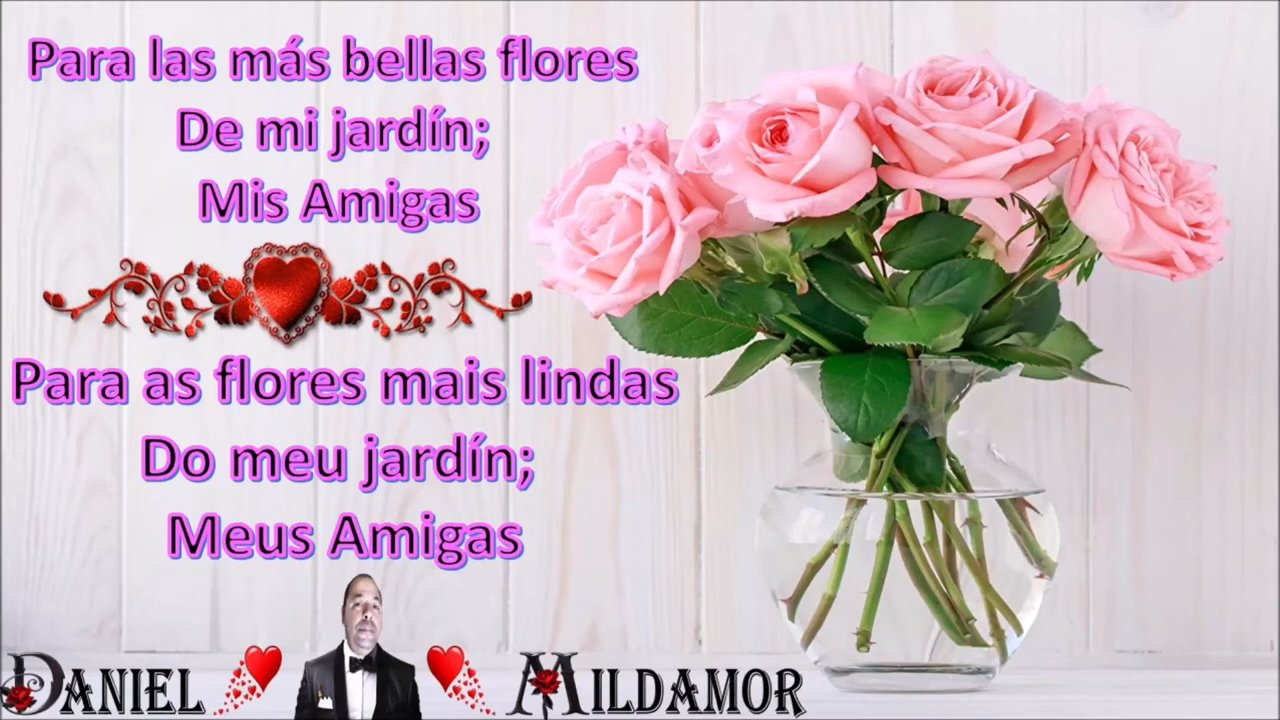 Para las más bellas flores
De mi jardín;
Mis Amigas
Para as flores mais lindas
Do meu jardín;
Meus Amigas
DANIEL MILDAMOR